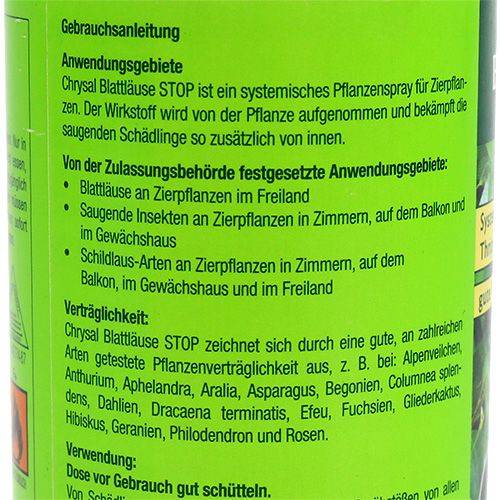 Gebrauchsanleitung
Anwendungsgebiete
Chrysal Blattläuse STOP ist ein systemisches Pflanzenspray für Zierpflan-
zen. Der Wirkstoff wird von der Pflanze aufgenommen und bekämpft die
saugenden Schädlinge so zusätzlich von innen.
Von der Zulassungsbehörde festgesetzte Anwendungsgebiete:
• Blattläuse an Zierpflanzen im Freiland
• Saugende Insekten an Zierpflanzen in Zimmern, auf dem Balkon und
im Gewächshaus
• Schildlaus-Arten an Zierpflanzen in Zimmern, auf dem
Balkon, im Gewächshaus und im Freiland
Verträglichkeit:
Chrysal Blattläuse STOP zeichnet sich durch eine gute, an zahlreichen
Arten getestete Pflanzenverträglichkeit aus, z. B. bei: Alpenveilchen,
Anthurium, Aphelandra, Aralia, Asparagus, Begonien, Columnea splen-
dens, Dahlien, Dracaena terminatis, Efeu, Fuchsien, Gliederkaktus,
Hibiskus, Geranien, Philodendron und Rosen.
Verwendung:
Dose vor Gebrauch gut schütteln.